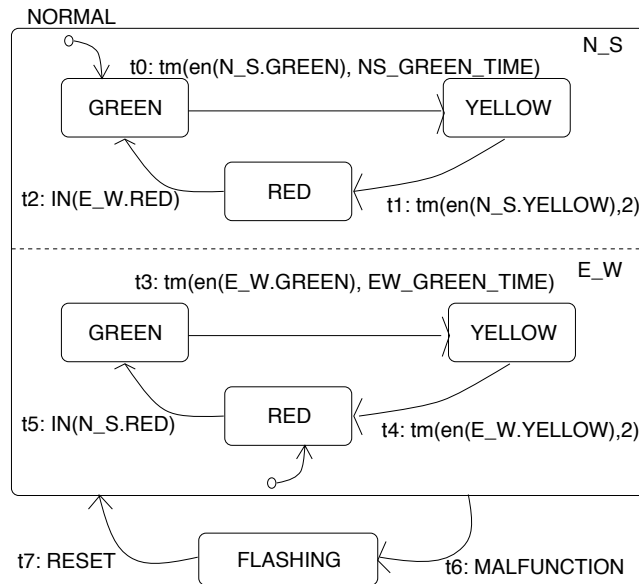 NORMAL
N_S
t0: tm(en(N_S.GREEN), NS_GREEN_TIME)
GREEN
YELLOW
RED
t2: IN(E_W.RED)
t1: tm(en(N_S.YELLOW),2)
E_W
t3: tm(en(E_W.GREEN), EW_GREEN_TIME)
GREEN
YELLOW
RED
t5: IN(N_S.RED)
t4: tm(en(E_W.YELLOW),2)
FLASHING
t7: RESET
t6: MALFUNCTION